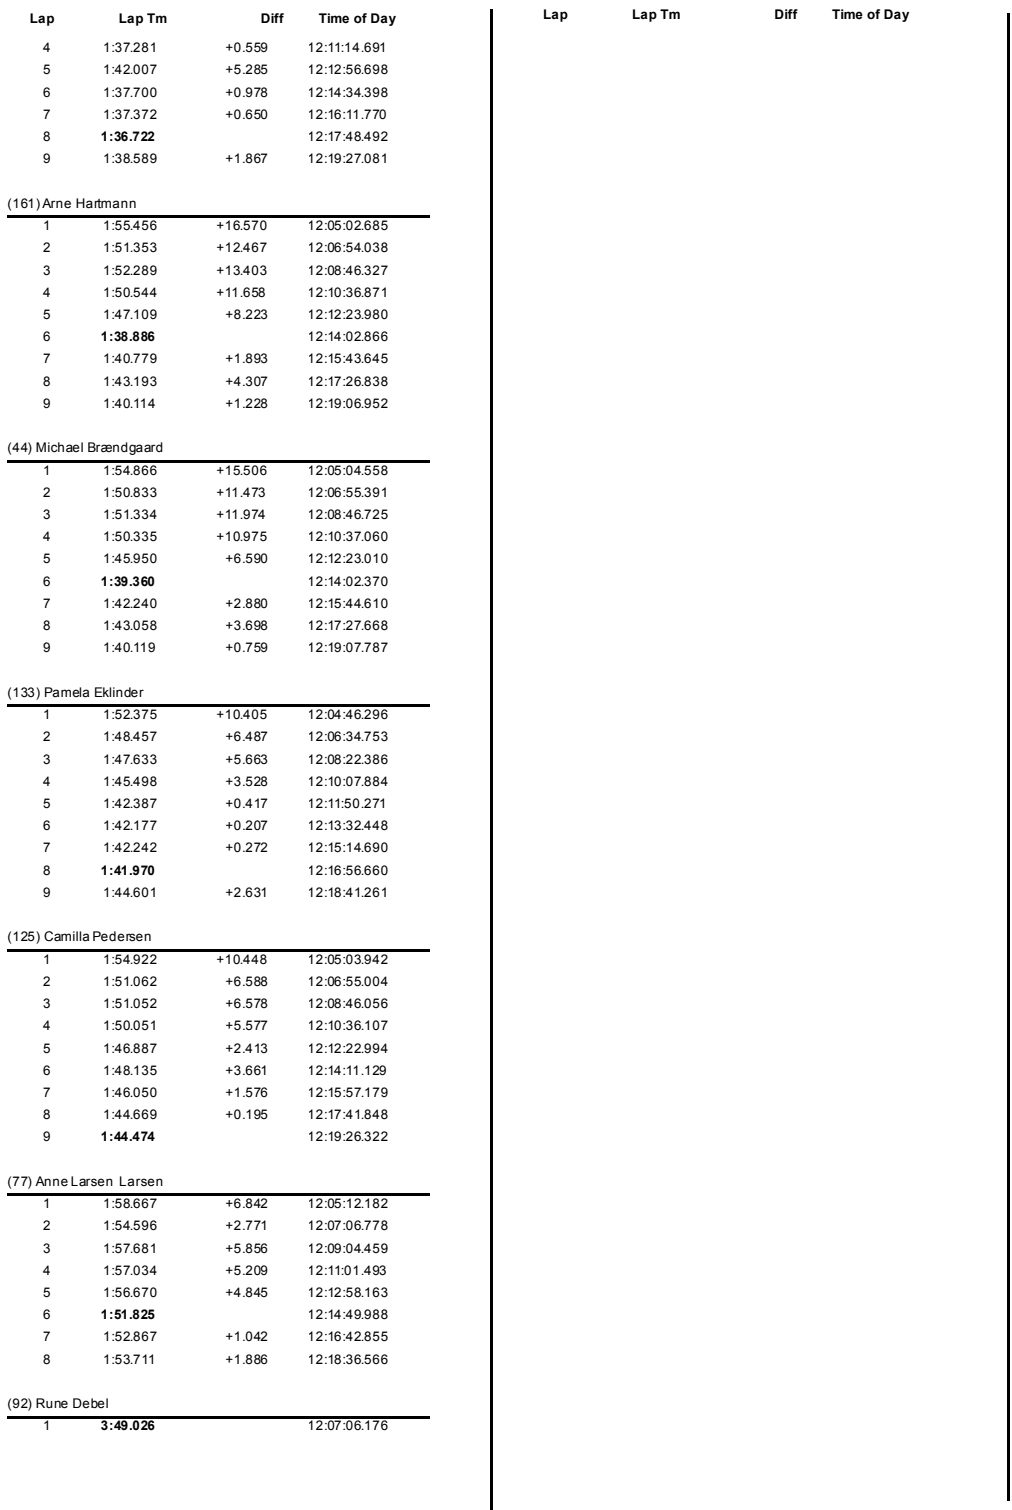 Lap Lap Tm Diff Time of Day
4 1:37.281 +0.559 12:11:14.691
5 1:42.007 +5.285 12:12:56.698
6 1:37.700 +0.978 12:14:34.398
7 1:37.372 +0.650 12:16:11.770
8 1:36.722 12:17:48.492
9 1:38.589 +1.867 12:19:27.081
(161) Arne Hartmann
1 1:55.456 +16.570 12:05:02.685
2 1:51.353 +12.467 12:06:54.038
3 1:52.289 +13.403 12:08:46.327
4 1:50.544 +11.658 12:10:36.871
5 1:47.109 +8.223 12:12:23.980
6 1:38.886 12:14:02.866
7 1:40.779 +1.893 12:15:43.645
8 1:43.193 +4.307 12:17:26.838
9 1:40.114 +1.228 12:19:06.952
(44) Michael Brændgaard
1 1:54.866 +15.506 12:05:04.558
2 1:50.833 +11.473 12:06:55.391
3 1:51.334 +11.974 12:08:46.725
4 1:50.335 +10.975 12:10:37.060
5 1:45.950 +6.590 12:12:23.010
6 1:39.360 12:14:02.370
7 1:42.240 +2.880 12:15:44.610
8 1:43.058 +3.698 12:17:27.668
9 1:40.119 +0.759 12:19:07.787
(133) Pamela Eklinder
1 1:52.375 +10.405 12:04:46.296
2 1:48.457 +6.487 12:06:34.753
3 1:47.633 +5.663 12:08:22.386
4 1:45.498 +3.528 12:10:07.884
5 1:42.387 +0.417 12:11:50.271
6 1:42.177 +0.207 12:13:32.448
7 1:42.242 +0.272 12:15:14.690
8 1:41.970 12:16:56.660
9 1:44.601 +2.631 12:18:41.261
(125) Camilla Pedersen
1 1:54.922 +10.448 12:05:03.942
2 1:51.062 +6.588 12:06:55.004
3 1:51.052 +6.578 12:08:46.056
4 1:50.051 +5.577 12:10:36.107
5 1:46.887 +2.413 12:12:22.994
6 1:48.135 +3.661 12:14:11.129
7 1:46.050 +1.576 12:15:57.179
8 1:44.669 +0.195 12:17:41.848
9 1:44.474 12:19:26.322
(77) Anne Larsen Larsen
1 1:58.667 +6.842 12:05:12.182
2 1:54.596 +2.771 12:07:06.778
3 1:57.681 +5.856 12:09:04.459
4 1:57.034 +5.209 12:11:01.493
5 1:56.670 +4.845 12:12:58.163
6 1:51.825 12:14:49.988
7 1:52.867 +1.042 12:16:42.855
8 1:53.711 +1.886 12:18:36.566
(92) Rune Debel
1 3:49.026 12:07:06.176
Lap Lap Tm Diff Time of Day